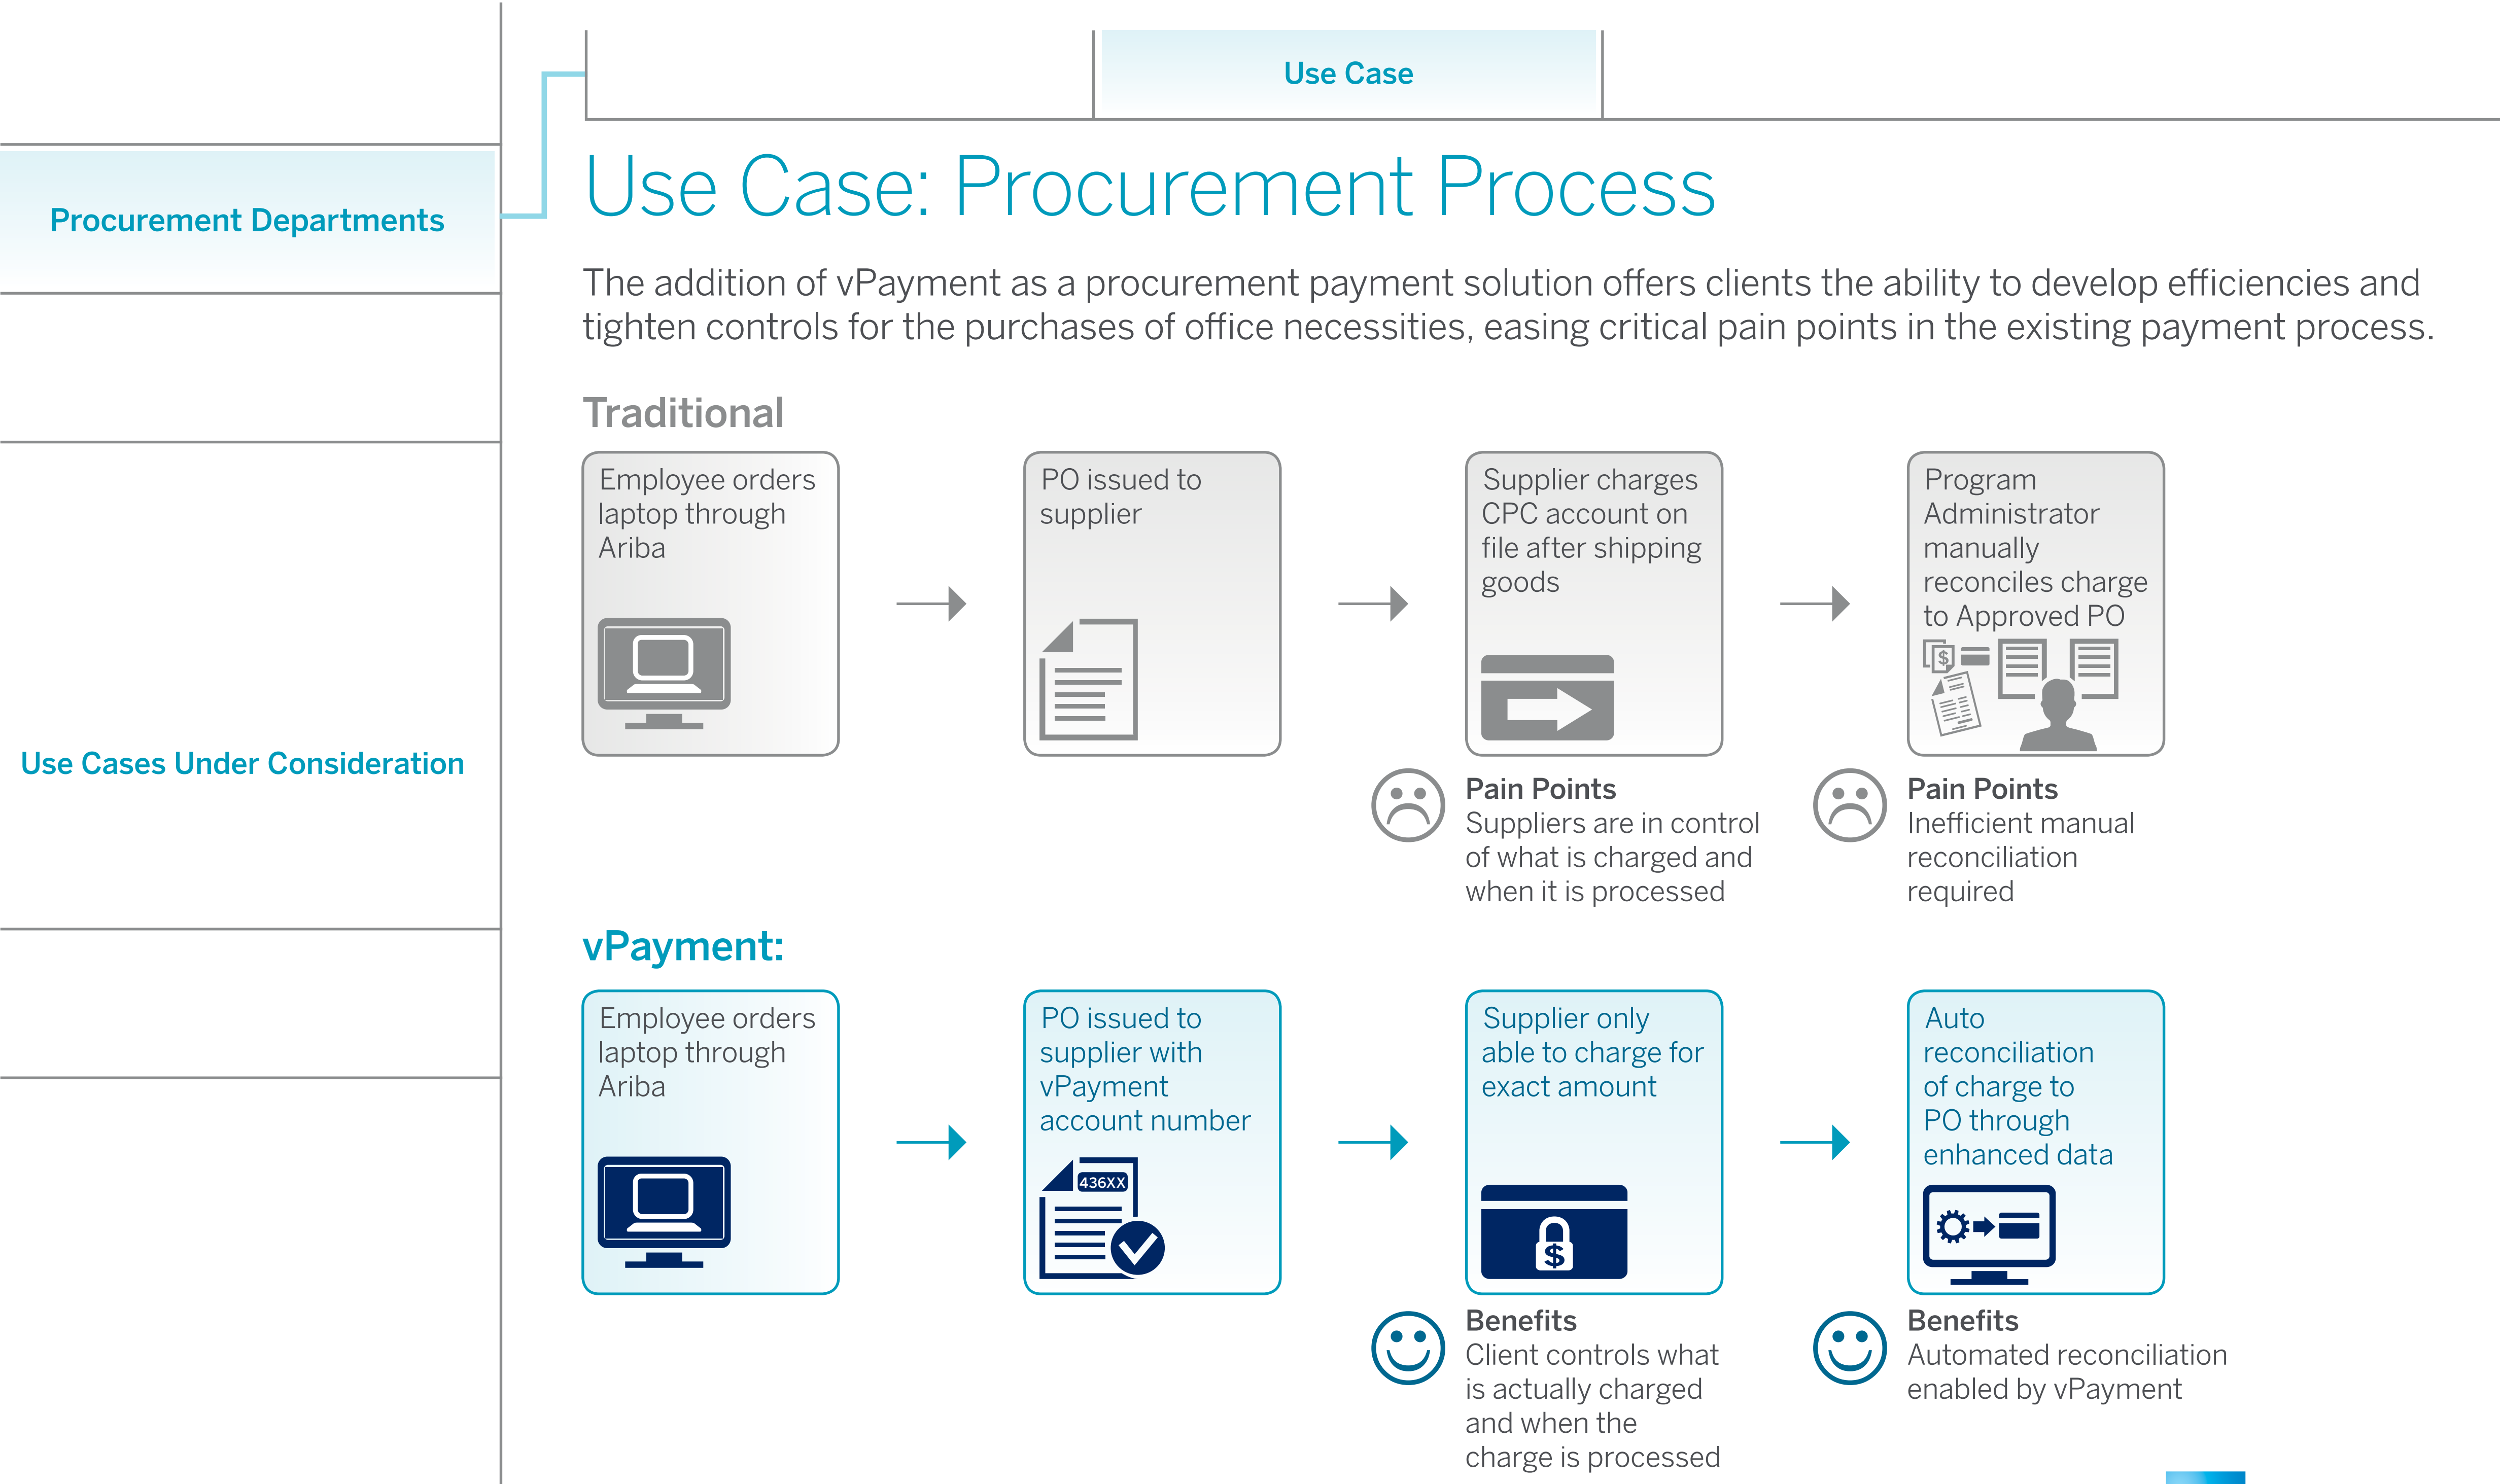 Use Case
Procurement Departments
Use Cases Under Consideration
Use Case: Procurement Process
The addition of vPayment as a procurement payment solution offers clients the ability to develop efficiencies and
tighten controls for the purchases of office necessities, easing critical pain points in the existing payment process.
Traditional
Employee orders
laptop through
Ariba
PO issued to
supplier
Supplier charges
CPC account on
file after shipping
goods
Program
Administrator
manually
reconciles charge
to Approved PO
$
Pain Points
Suppliers are in control
of what is charged and
when it is processed
Pain Points
Inefficient manual
reconciliation
required
vPayment:
Employee orders
laptop through
Ariba
PO issued to
supplier with
vPayment
account number
436XX
Supplier only
able to charge for
exact amount
$
Auto
reconciliation
of charge to
PO through
enhanced data
Benefits
Client controls what
is actually charged
and when the
charge is processed
Benefits
Automated reconciliation
enabled by vPayment